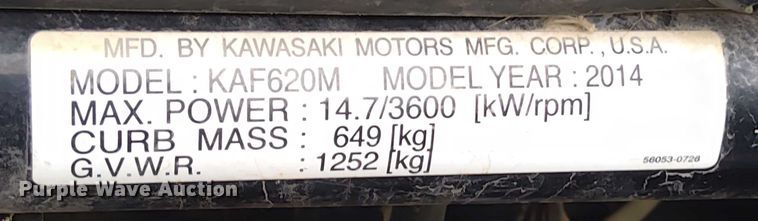 MFD. BY KAWASAKI MOTORS MFG. CORP., U.S.A.
MODEL : KAF620M MODEL YEAR : 2014
MAX. POWER : 14.7/3600 [kW/rpm]
CURB MASS : 649 [kg]
G.V.W.R. : 1252 [kg]
56053-0726
Purple Wave Auction